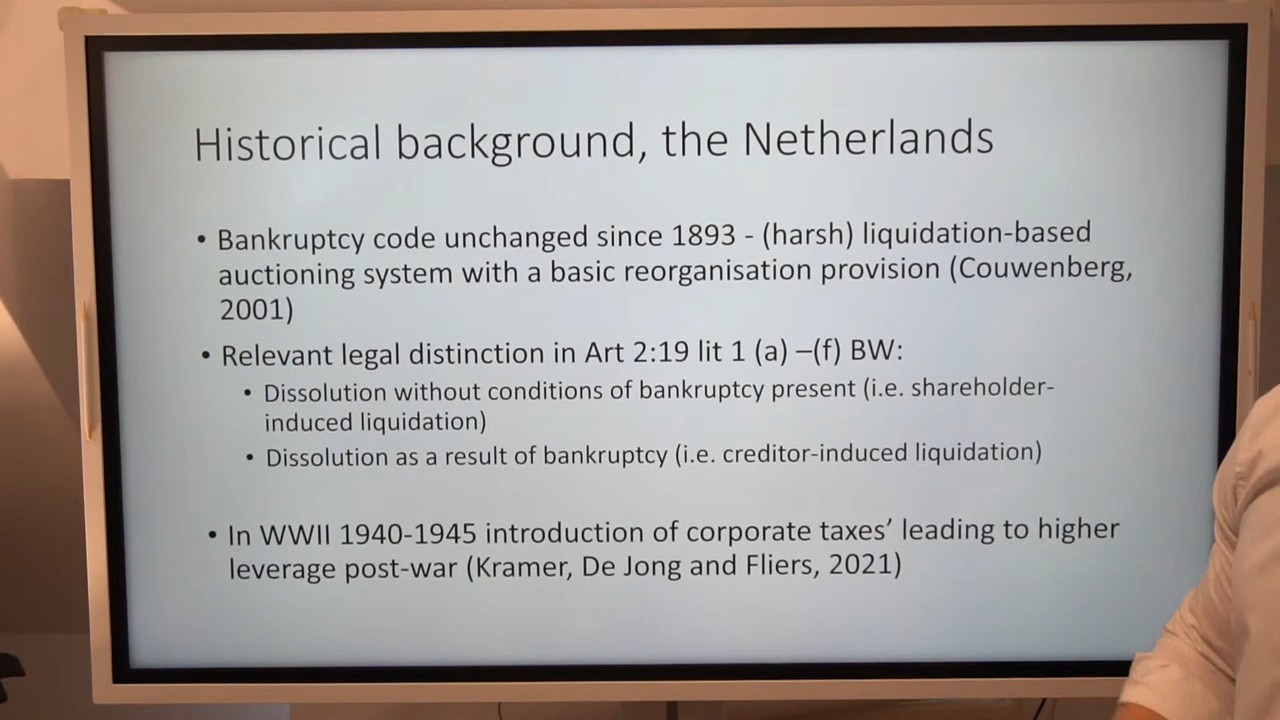 Historical background, the Netherlands
• Bankruptcy code unchanged since 1893 - (harsh) liquidation-based
auctioning system with a basic reorganisation provision (Couwenberg,
2001)
• Relevant legal distinction in Art 2:19 lit 1 (a) –(f) BW:
• Dissolution without conditions of bankruptcy present (i.e. shareholder-
induced liquidation)
• Dissolution as a result of bankruptcy (i.e. creditor-induced liquidation)
• In WWII 1940-1945 introduction of corporate taxes’ leading to higher
leverage post-war (Kramer, De Jong and Fliers, 2021)